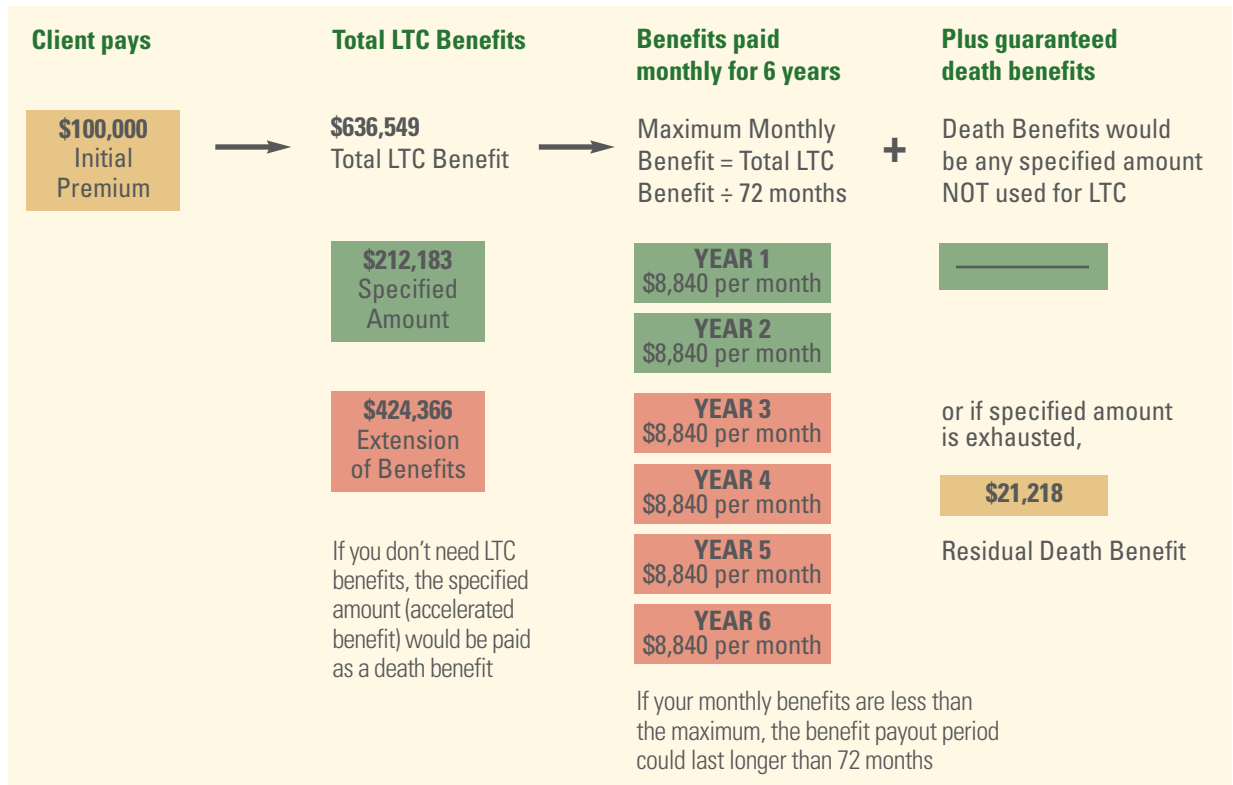 Client pays
$100,000
Initial
Premium
Total LTC Benefits
$636,549
Total LTC Benefit
$212,183
Specified
Amount
$424,366
Extension
of Benefits
If you don’t need LTC
benefits, the specified
amount (accelerated
benefit) would be paid
as a death benefit
Benefits paid
monthly for 6 years
Maximum Monthly
Benefit = Total LTC
Benefit ÷ 72 months
YEAR 1
$8,840 per month
YEAR 2
$8,840 per month
YEAR 3
$8,840 per month
YEAR 4
$8,840 per month
YEAR 5
$8,840 per month
YEAR 6
$8,840 per month
If your monthly benefits are less than
the maximum, the benefit payout period
could last longer than 72 months
+
Plus guaranteed
death benefits
Death Benefits would
be any specified amount
NOT used for LTC
or if specified amount
is exhausted,
$21,218
Residual Death Benefit